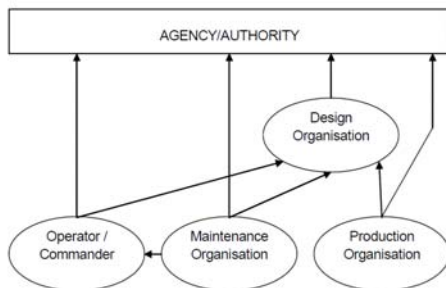 AGENCY/AUTHORITY
Design
Organisation
Operator /
Commander
Maintenance
Organisation
Production
Organisation